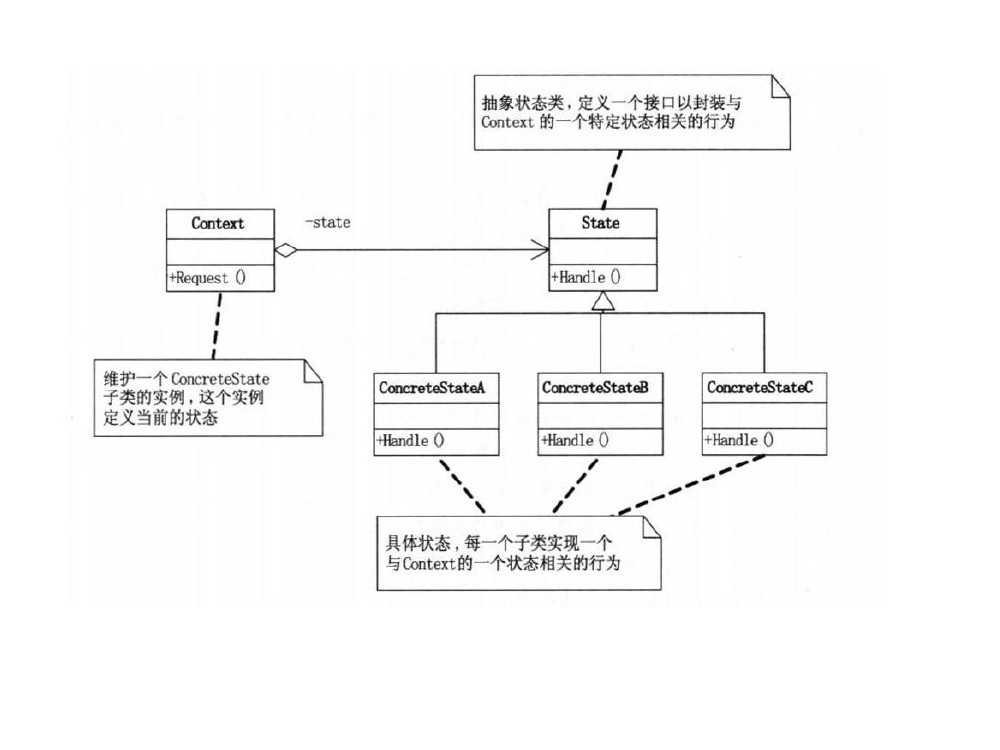 抽象状态类，定义一个接口以封装与
Context 的一个特定状态相关的行为
Context
-state
State
+Request ()
+Handle ()
维护一个 ConcreteState
子类的实例，这个实例
定义当前的状态
ConcreteStateA
ConcreteStateB
ConcreteStateC
+Handle ()
+Handle ()
+Handle ()
具体状态，每一个子类实现一个
与Context的一个状态相关的行为